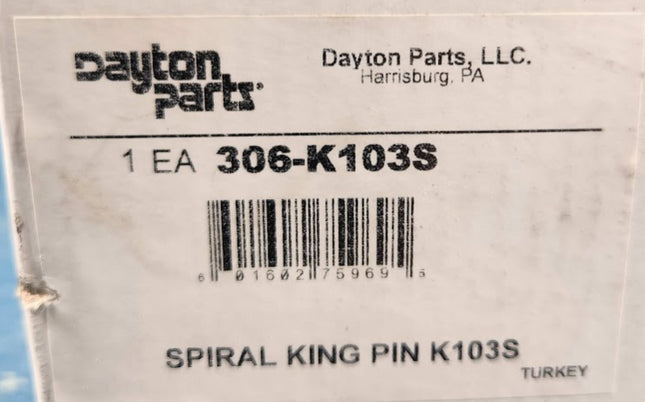 Dayton
Parts
Dayton Parts, LLC.
Harrisburg, PA
1 EA 306-K103S
6 01602 75969 5
SPIRAL KING PIN K103S
TURKEY